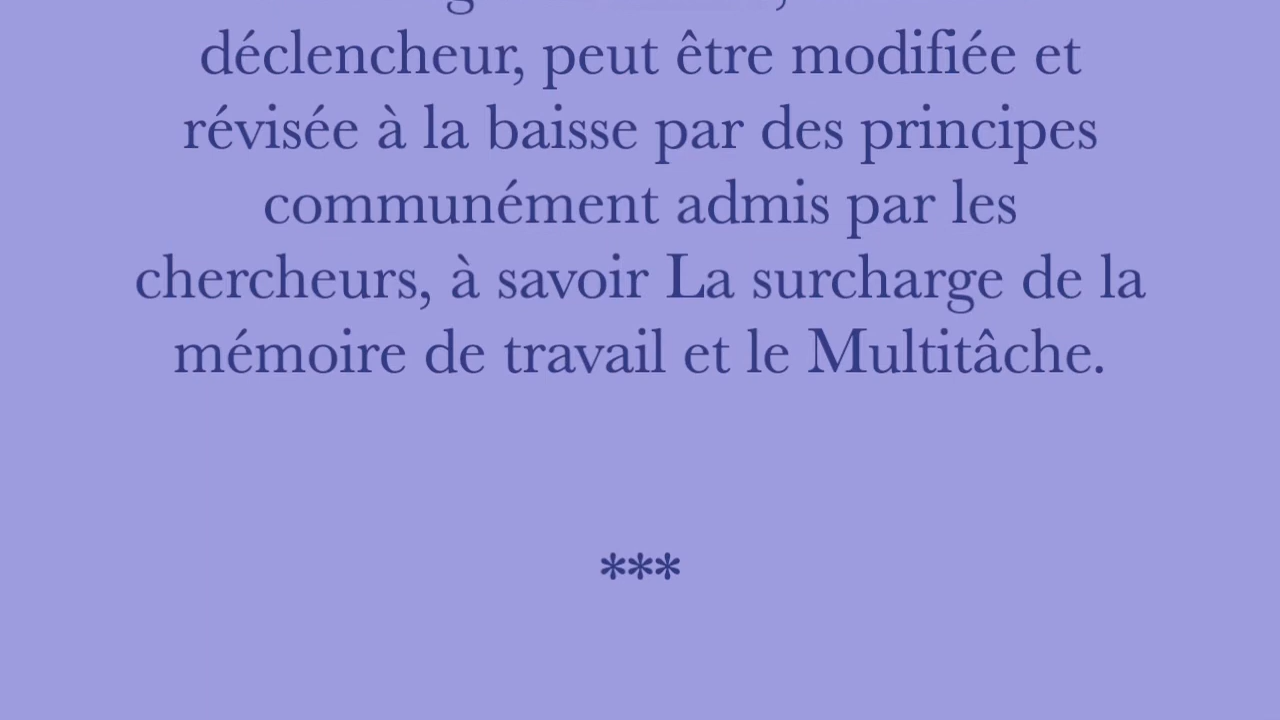 déclencheur, peut être modifiée et
révisée à la baisse par des principes
communément admis par les
chercheurs, à savoir La surcharge de la
mémoire de travail et le Multitâche.
***